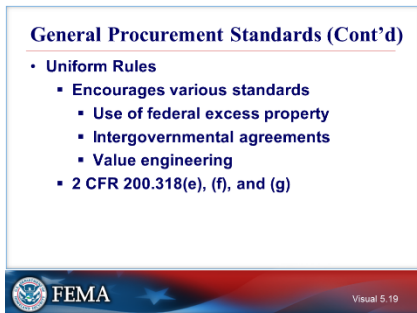 General Procurement Standards (Cont'd)
• Uniform Rules
▪ Encourages various standards
▪ Use of federal excess property
▪ Intergovernmental agreements
▪ Value engineering
▪ 2 CFR 200.318(e), (f), and (g)
FEMA
Visual 5.19